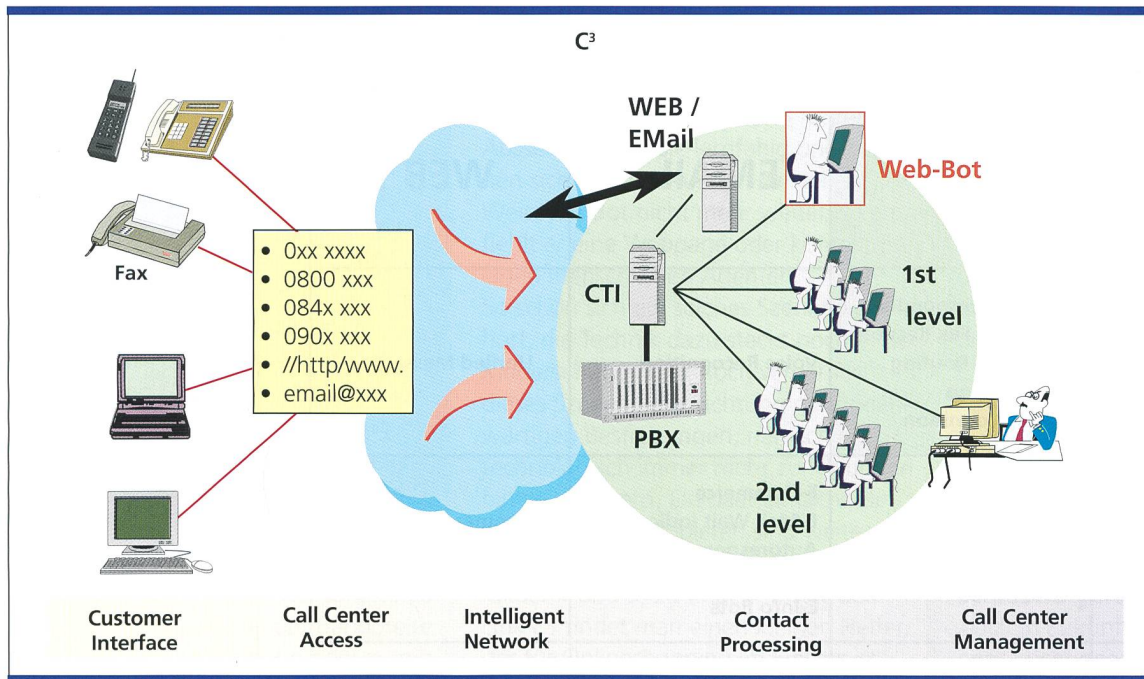 C³
WEB /
EMail
Web-Bot
Fax
• 0xx xxxx
• 0800 xxx
• 084x xxx
• 090x xxx
• //http/www.
• email@xxx
CTI
1st
level
PBX
2nd
level
Customer
Interface
Call Center
Access
Intelligent
Network
Contact
Processing
Call Center
Management